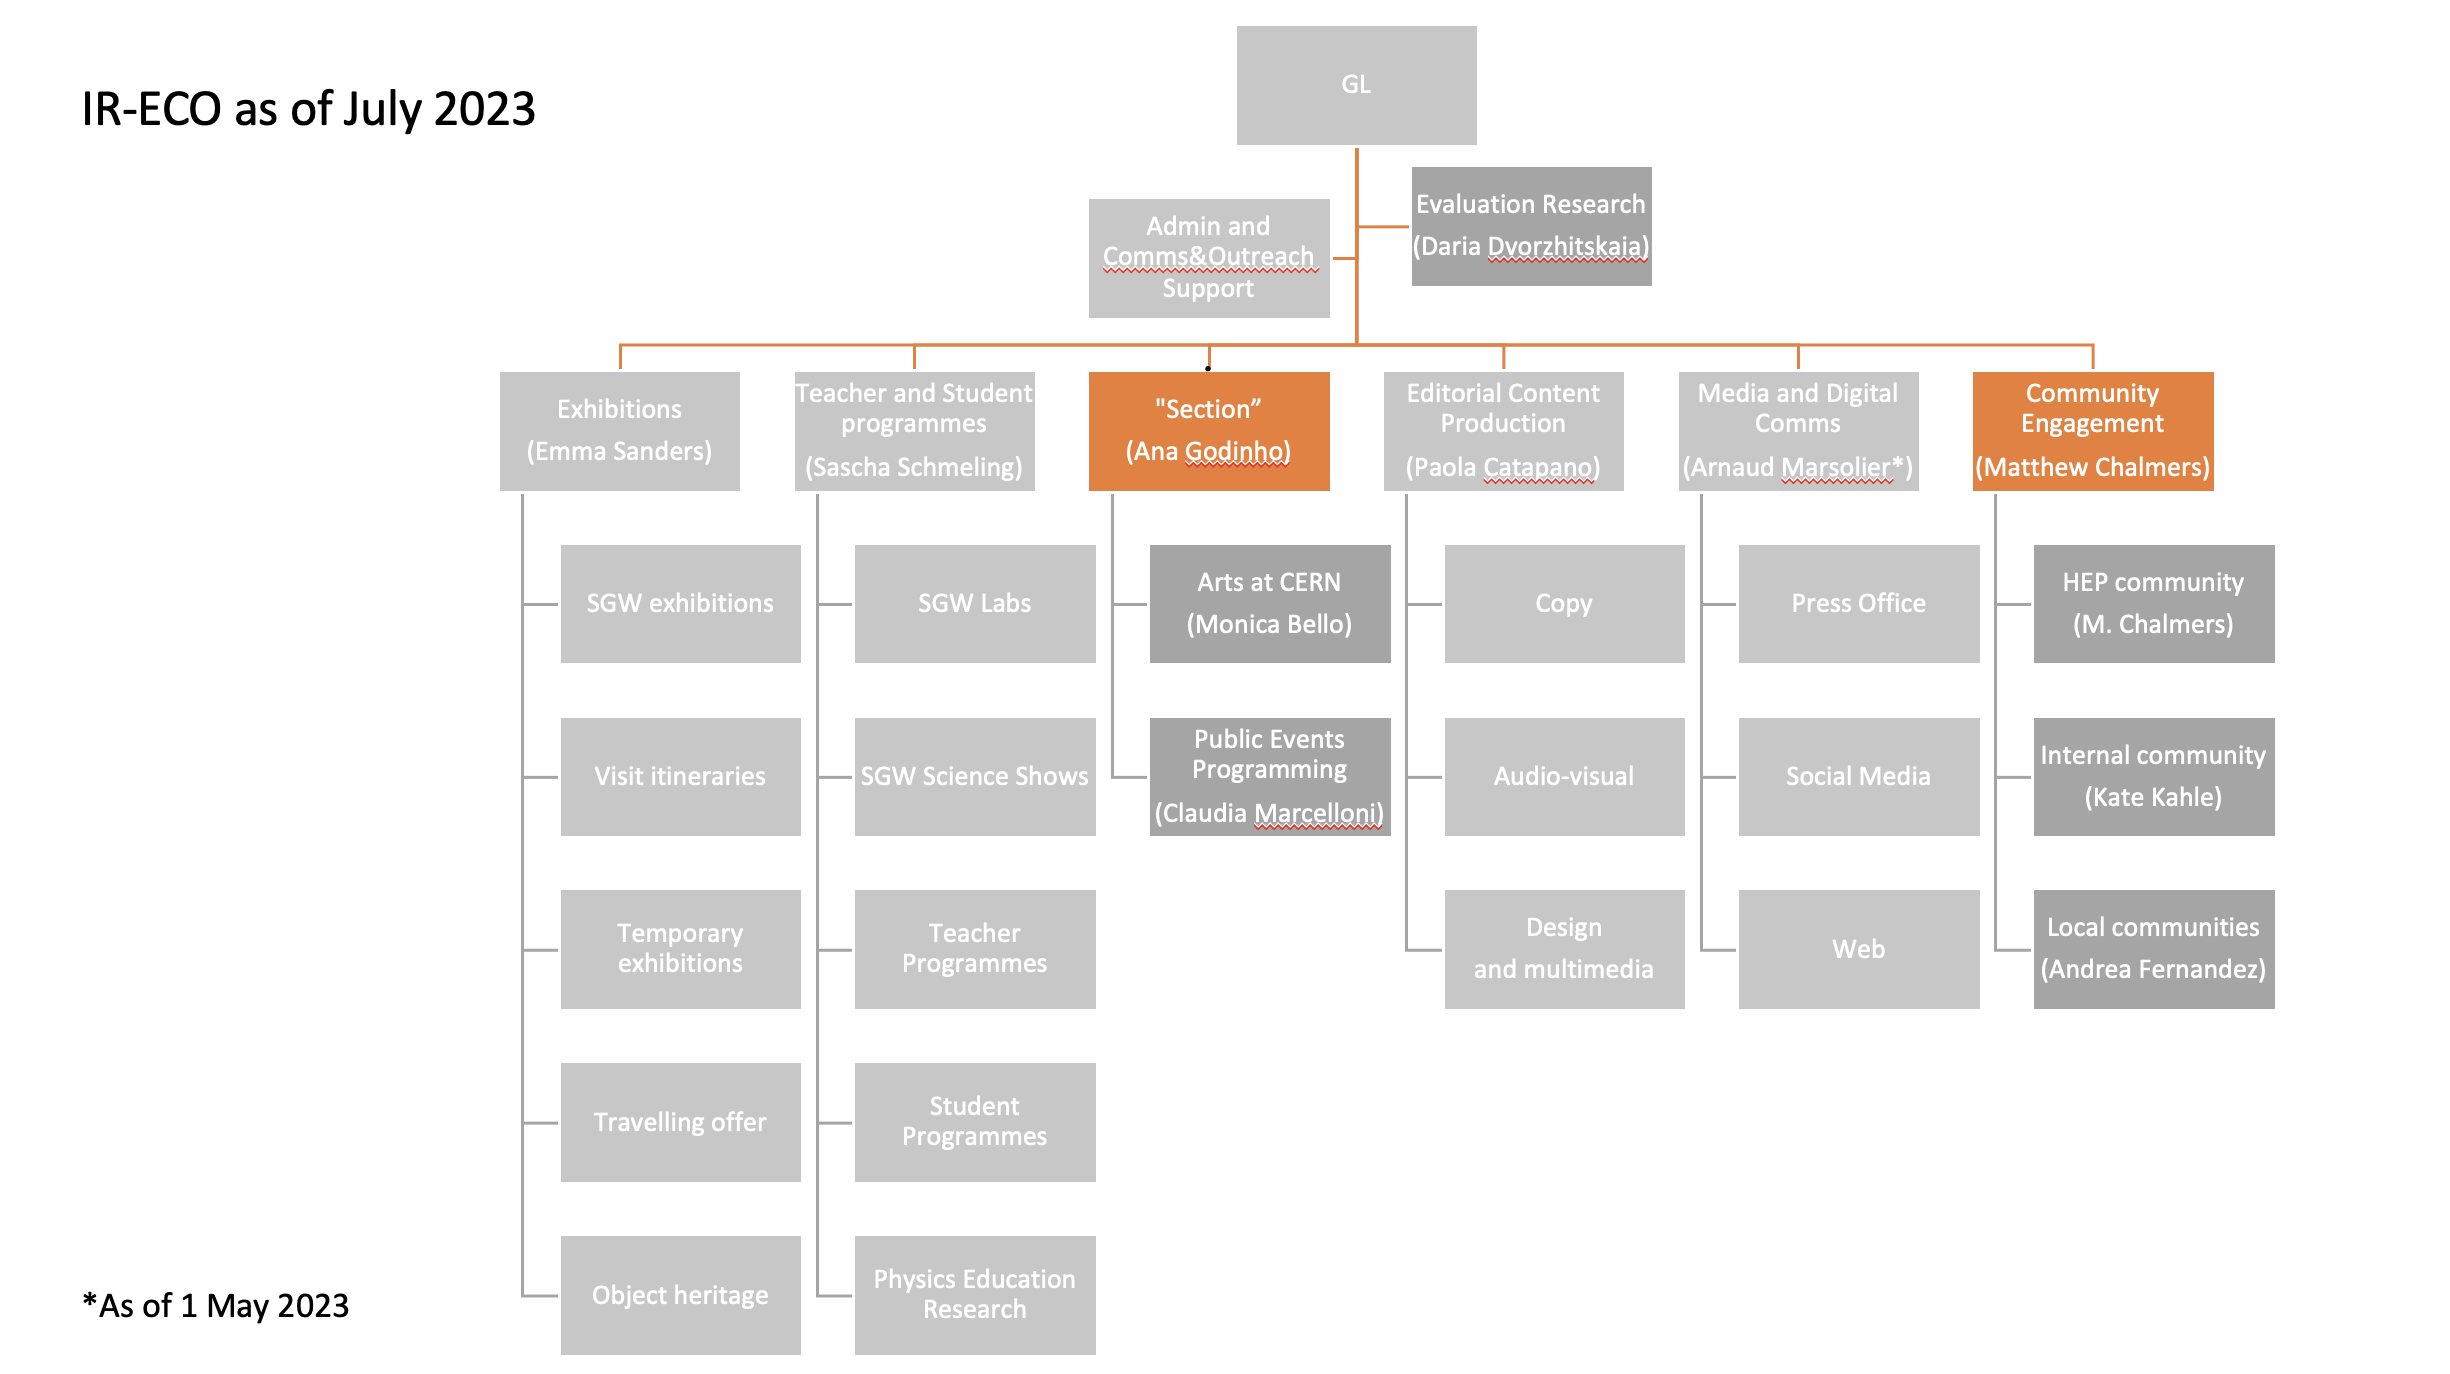 IR-ECO as of July 2023
GL
Evaluation Research
(Daria Dvorzhitskaia)
Admin and
Comms&Outreach
Support
Exhibitions
(Emma Sanders)
Teacher and Student
programmes
(Sascha Schmeling)
"Section”
(Ana Godinho)
Editorial Content
Production
(Paola Catapano)
Media and Digital
Comms
(Arnaud Marsolier*)
Community
Engagement
(Matthew Chalmers)
SGW exhibitions
Visit itineraries
Temporary
exhibitions
Travelling offer
Object heritage
SGW Labs
SGW Science Shows
Teacher
Programmes
Student
Programmes
Physics Education
Research
Arts at CERN
(Monica Bello)
Public Events
Programming
(Claudia Marcelloni)
Copy
Audio-visual
Design
and multimedia
Press Office
Social Media
Web
HEP community
(M. Chalmers)
Internal community
(Kate Kahle)
Local communities
(Andrea Fernandez)
*As of 1 May 2023